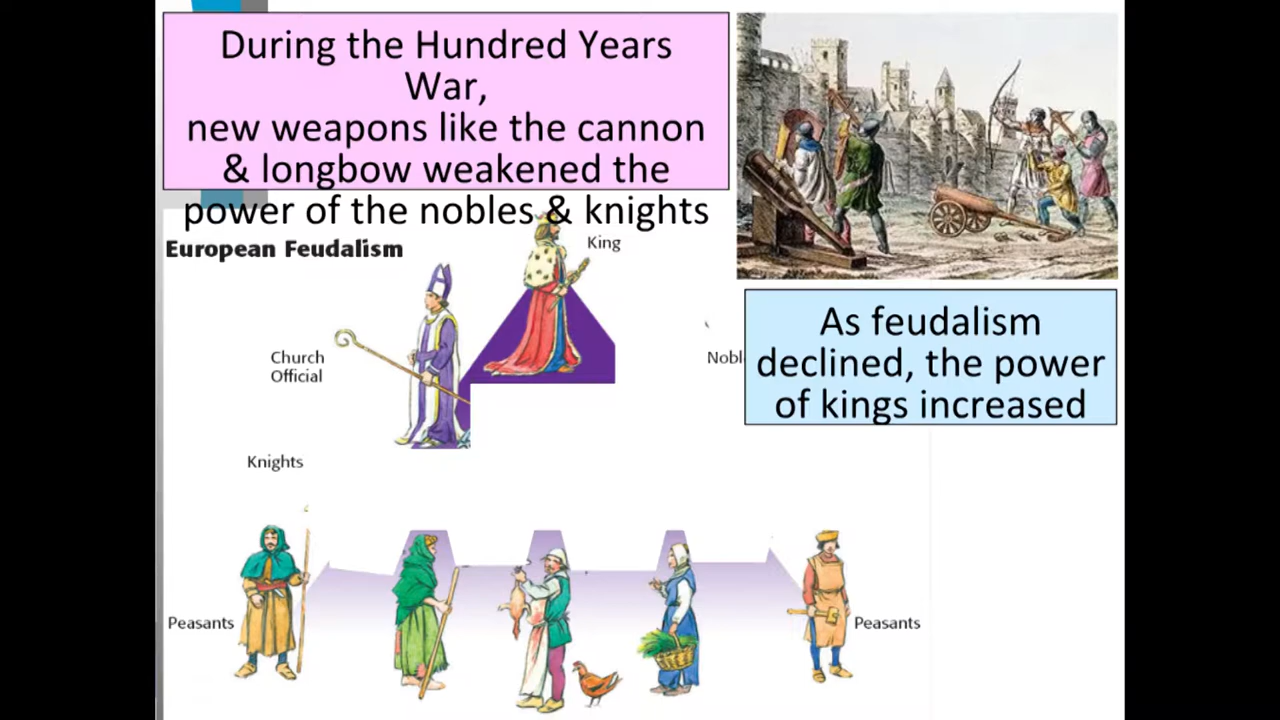 During the Hundred Years
War,
new weapons like the cannon
& longbow weakened the
power of the nobles & knights
European Feudalism
King
Church
Official
As feudalism
declined, the power
of kings increased
Knights
Peasants
Peasants